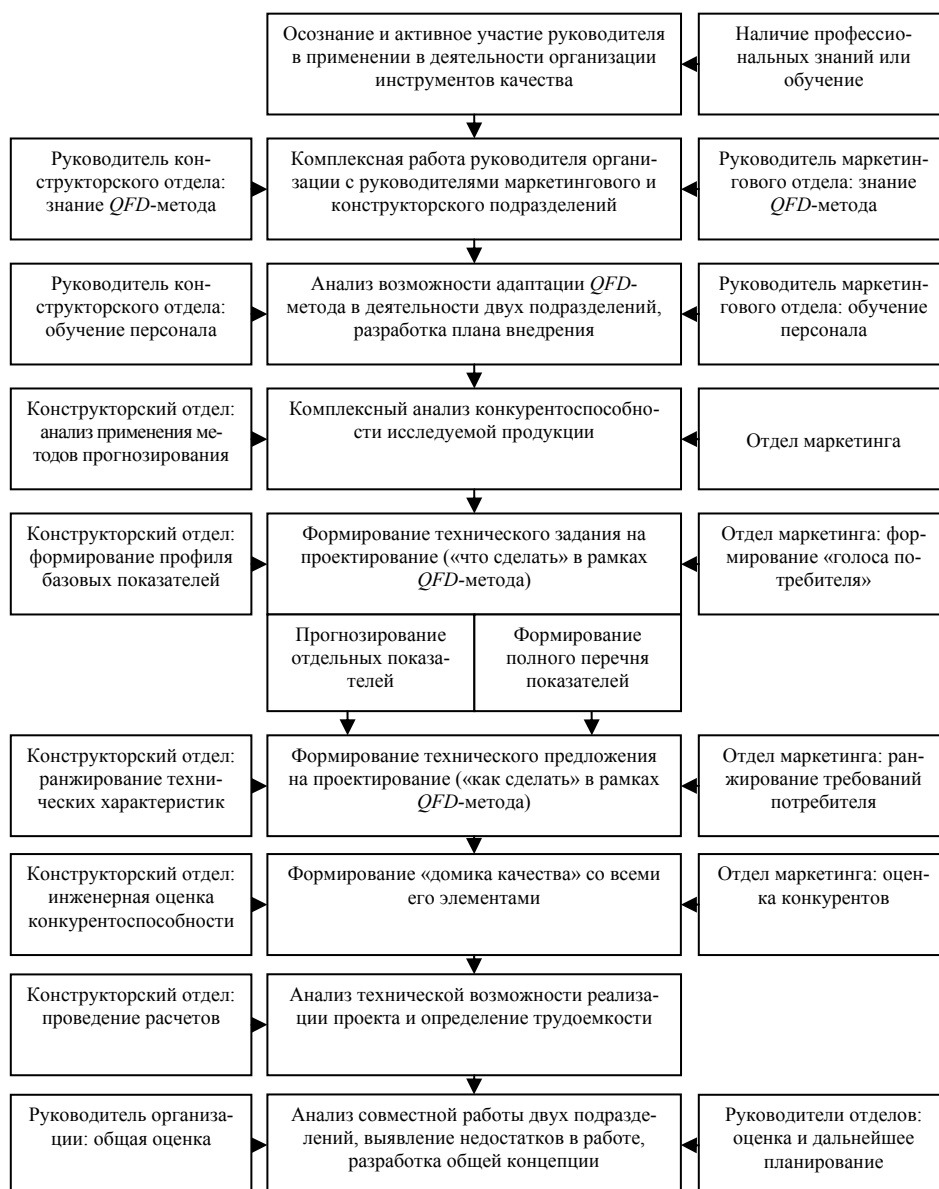 Осознание и активное участие руководителя
в применении в деятельности организации
инструментов качества
Наличие профессио-
нальных знаний или
обучение
Руководитель кон-
структорского отдела:
знание QFD-метода
Комплексная работа руководителя органи-
зации с руководителями маркетингового и
конструкторского подразделений
Руководитель маркетин-
гового отдела: знание
QFD-метода
Руководитель кон-
структорского отдела:
обучение персонала
Анализ возможности адаптации QFD-
метода в деятельности двух подразделений,
разработка плана внедрения
Руководитель маркетин-
гового отдела: обучение
персонала
Конструкторский отдел:
анализ применения ме-
тодов прогнозирования
Комплексный анализ конкурентоспособно-
сти исследуемой продукции
Отдел маркетинга
Конструкторский отдел:
формирование профиля
базовых показателей
Формирование технического задания на
проектирование («что сделать» в рамках
QFD-метода)
Отдел маркетинга: фор-
мирование «голоса по-
требителя»
Прогнозирование
отдельных показа-
телей
Формирование
полного перечня
показателей
Конструкторский отдел:
ранжирование техни-
ческих характеристик
Формирование технического предложения
на проектирование («как сделать» в рамках
QFD-метода)
Отдел маркетинга: ран-
жирование требований
потребителя
Конструкторский отдел:
инженерная оценка
конкурентоспособности
Формирование «домика качества» со всеми
его элементами
Отдел маркетинга: оцен-
ка конкурентов
Конструкторский отдел:
проведение расчетов
Анализ технической возможности реализа-
ции проекта и определение трудоемкости
Руководитель организа-
ции: общая оценка
Анализ совместной работы двух подразде-
лений, выявление недостатков в работе,
разработка общей концепции
Руководители отделов:
оценка и дальнейшее
планирование